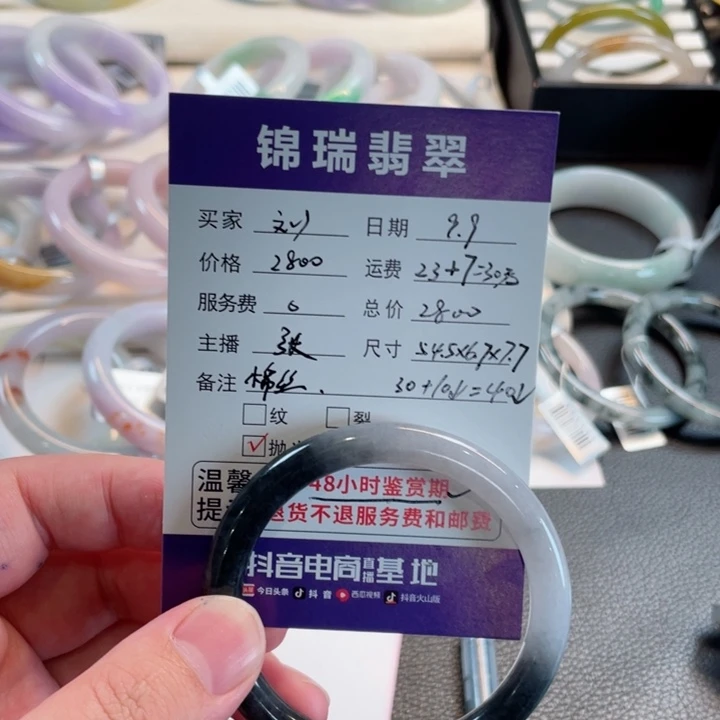 锦瑞翡翠
买家 刘 日期 9.9
价格 2800 运费 23+7=30元
服务费 0 总价 2800
主播 张 尺寸 54.5x6.7x7.7
备注 棉丝. 30+10
纹 裂
抛
温馨 48小时鉴赏期
提 退货不退服务费和邮费
抖音电商直播基地
今日头条 抖音 西瓜视频 抖音火山版